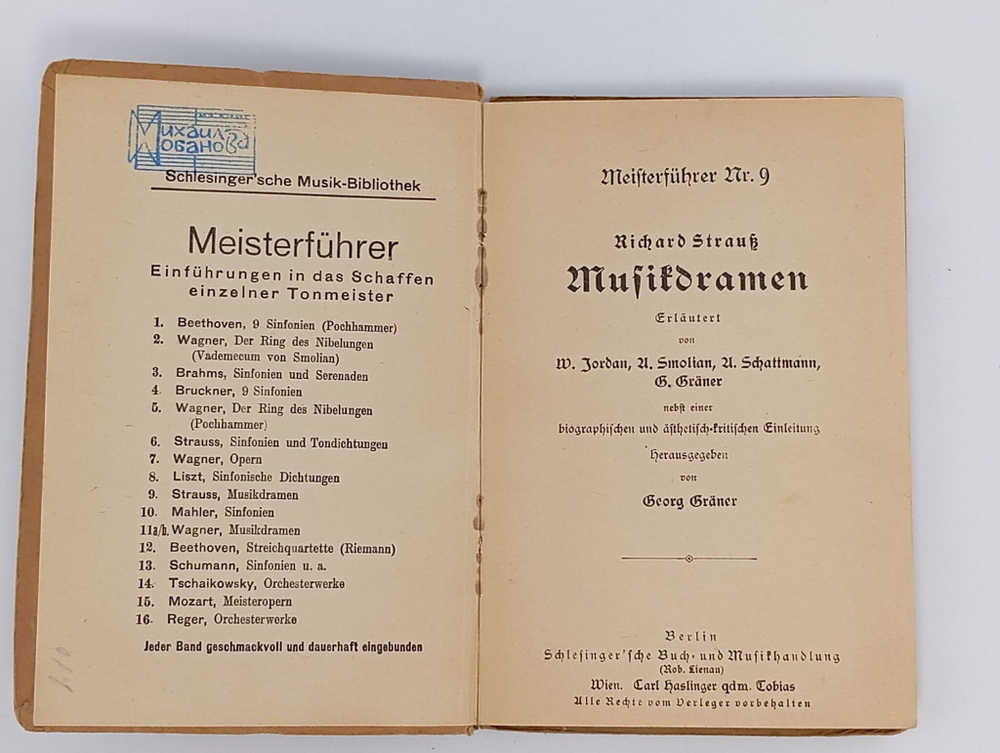 Михаила
Лобанова
Schlesinger'sche Musik-Bibliothek
Meisterführer
Einführungen in das Schaffen
einzelner Tonmeister
1. Beethoven, 9 Sinfonien (Pochhammer)
2. Wagner, Der Ring des Nibelungen
(Vademecum von Smolian)
3. Brahms, Sinfonien und Serenaden
4. Bruckner, 9 Sinfonien
5. Wagner, Der Ring des Nibelungen
(Pochhammer)
6. Strauss, Sinfonien und Tondichtungen
7. Wagner, Opern
8. Liszt, Sinfonische Dichtungen
9. Strauss, Musikdramen
10. Mahler, Sinfonien
11a/b. Wagner, Musikdramen
12. Beethoven, Streichquartette (Riemann)
13. Schumann, Sinfonien u. a.
14. Tschaikowsky, Orchesterwerke
15. Mozart, Meisteropern
16. Reger, Orchesterwerke
Jeder Band geschmackvoll und dauerhaft eingebunden
Meisterführer Nr. 9
Richard Strauß
Musikdramen
Erläutert
von
W. Jordan, A. Smolian, A. Schattmann,
G. Gräner
nebst einer
biographischen und ästhetisch-kritischen Einleitung
Herausgegeben
von
Georg Gräner
Berlin
Schlesinger'sche Buch- und Musikhandlung
(Rob. Lienau)
Wien. Carl Haslinger qdm. Tobias
Alle Rechte vom Verleger vorbehalten